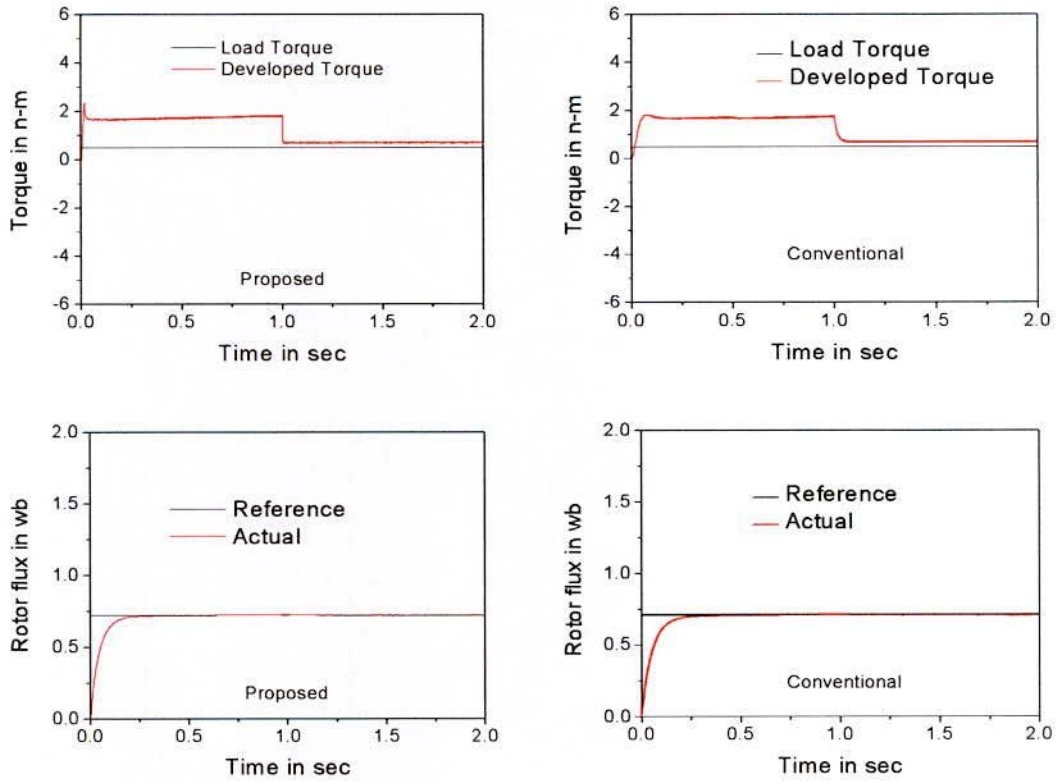 6
4
2
0
-2
-4
-6
Torque in n-m
Load Torque
Developed Torque
Proposed
0.0
0.5
1.0
1.5
2.0
Time in sec
6
4
2
0
-2
-4
-6
Torque in n-m
Load Torque
Developed Torque
Conventional
0.0
0.5
1.0
1.5
2.0
Time in sec
2.0
1.5
1.0
0.5
0.0
Rotor flux in wb
Reference
Actual
Proposed
0.0
0.5
1.0
1.5
2.0
Time in sec
2.0
1.5
1.0
0.5
0.0
Rotor flux in wb
Reference
Actual
Conventional
0.0
0.5
1.0
1.5
2.0
Time in sec